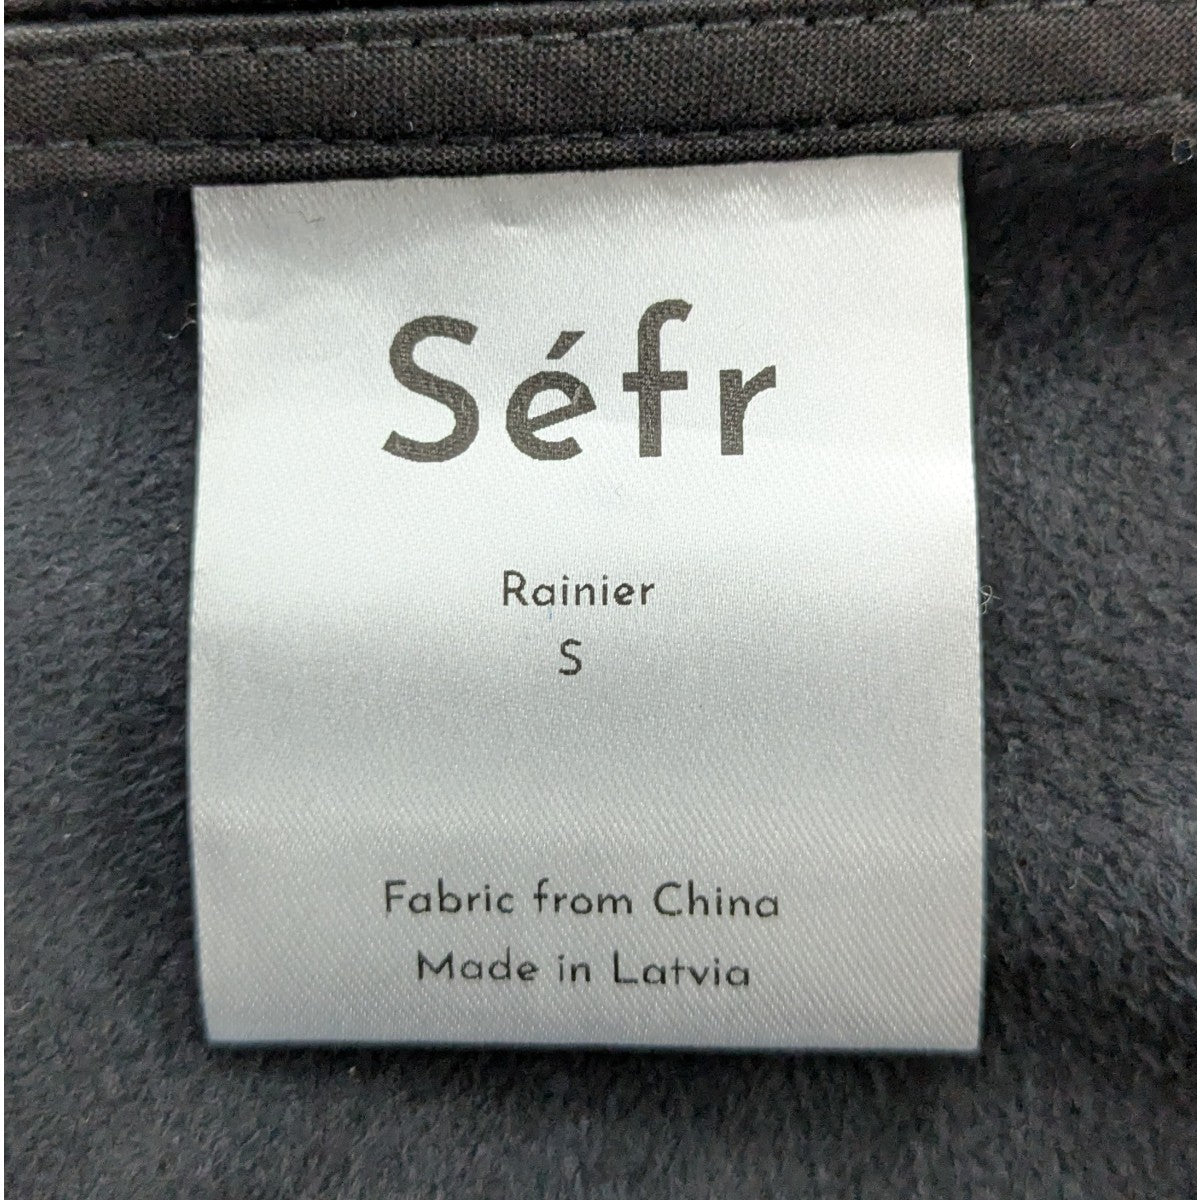 Séfr
Rainier
S
Fabric from China
Made in Latvia